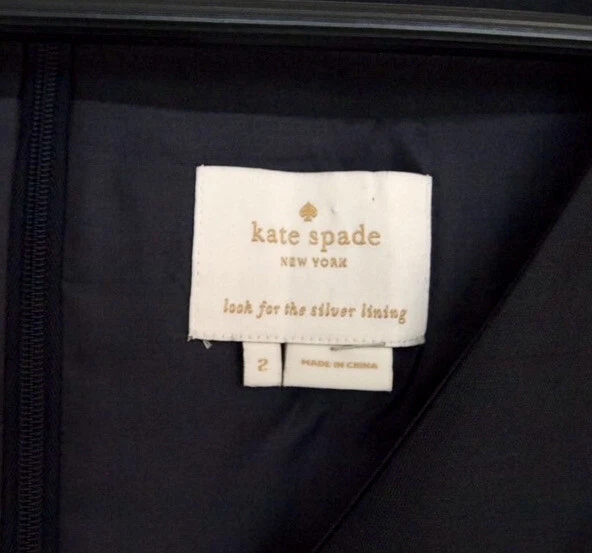 kate spade
NEW YORK
look for the silver lining
2
MADE IN CHINA